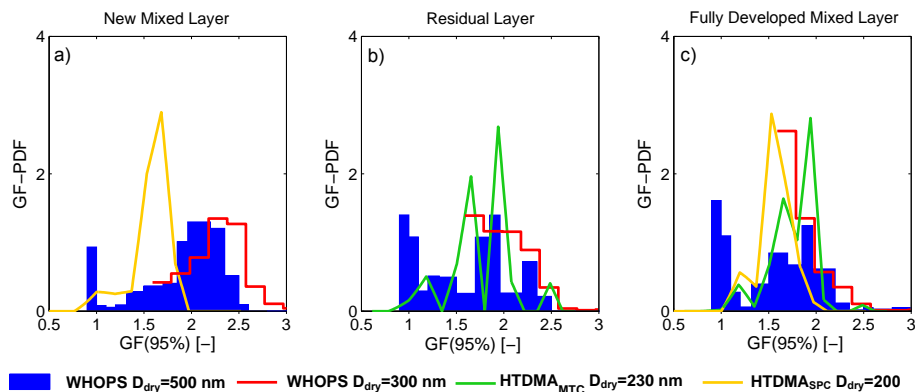 New Mixed Layer
Residual Layer
Fully Developed Mixed Layer
a)
b)
c)
GF−PDF
GF−PDF
GF−PDF
4
2
0
4
2
0
4
2
0
0.5 1 1.5 2 2.5 3
0.5 1 1.5 2 2.5 3
0.5 1 1.5 2 2.5 3
GF(95%) [−]
GF(95%) [−]
GF(95%) [−]
WHOPS Ddry=500 nm
WHOPS Ddry=300 nm
HTDMAMTC Ddry=230 nm
HTDMASPC Ddry=200